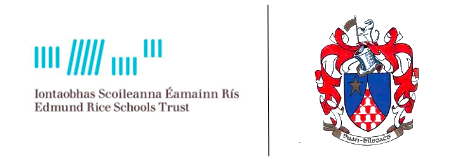 Iontaobhas Scoileanna Éamainn Rís
Edmund Rice Schools Trust